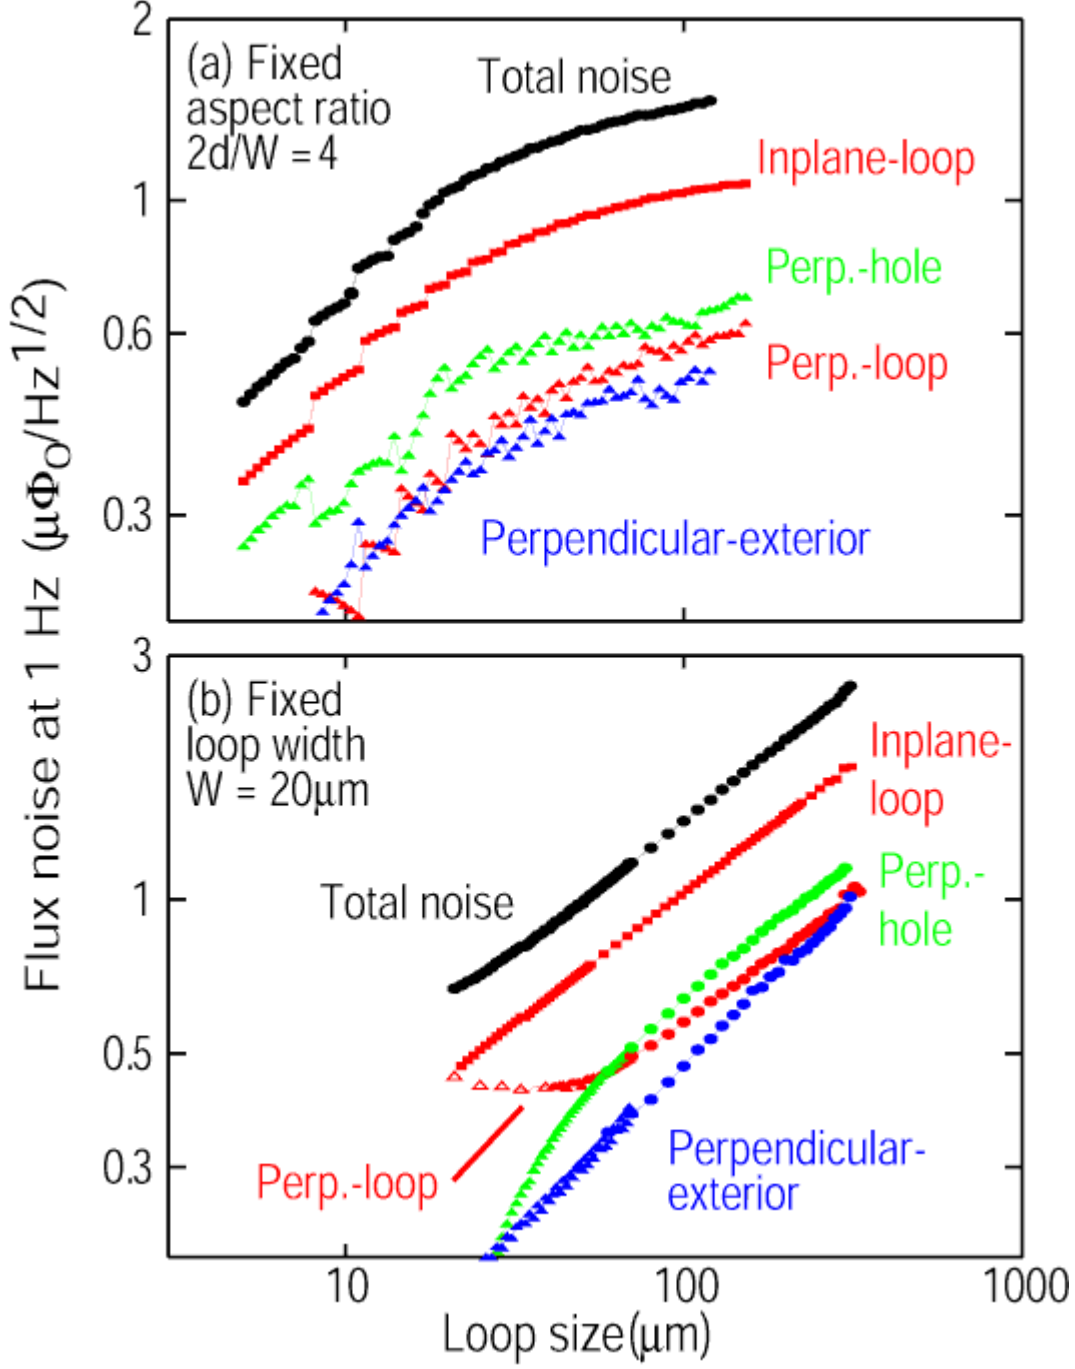 Flux noise at 1 Hz (μΦO/Hz1/2)
2
1
0.6
0.3
(a) Fixed
aspect ratio
2d/W = 4
Total noise
Inplane-loop
Perp.-hole
Perp.-loop
Perpendicular-exterior
3
1
0.5
0.3
(b) Fixed
loop width
W = 20μm
Total noise
Inplane-
loop
Perp.-
hole
Perp.-loop
Perpendicular-
exterior
10
100
1000
Loop size(μm)